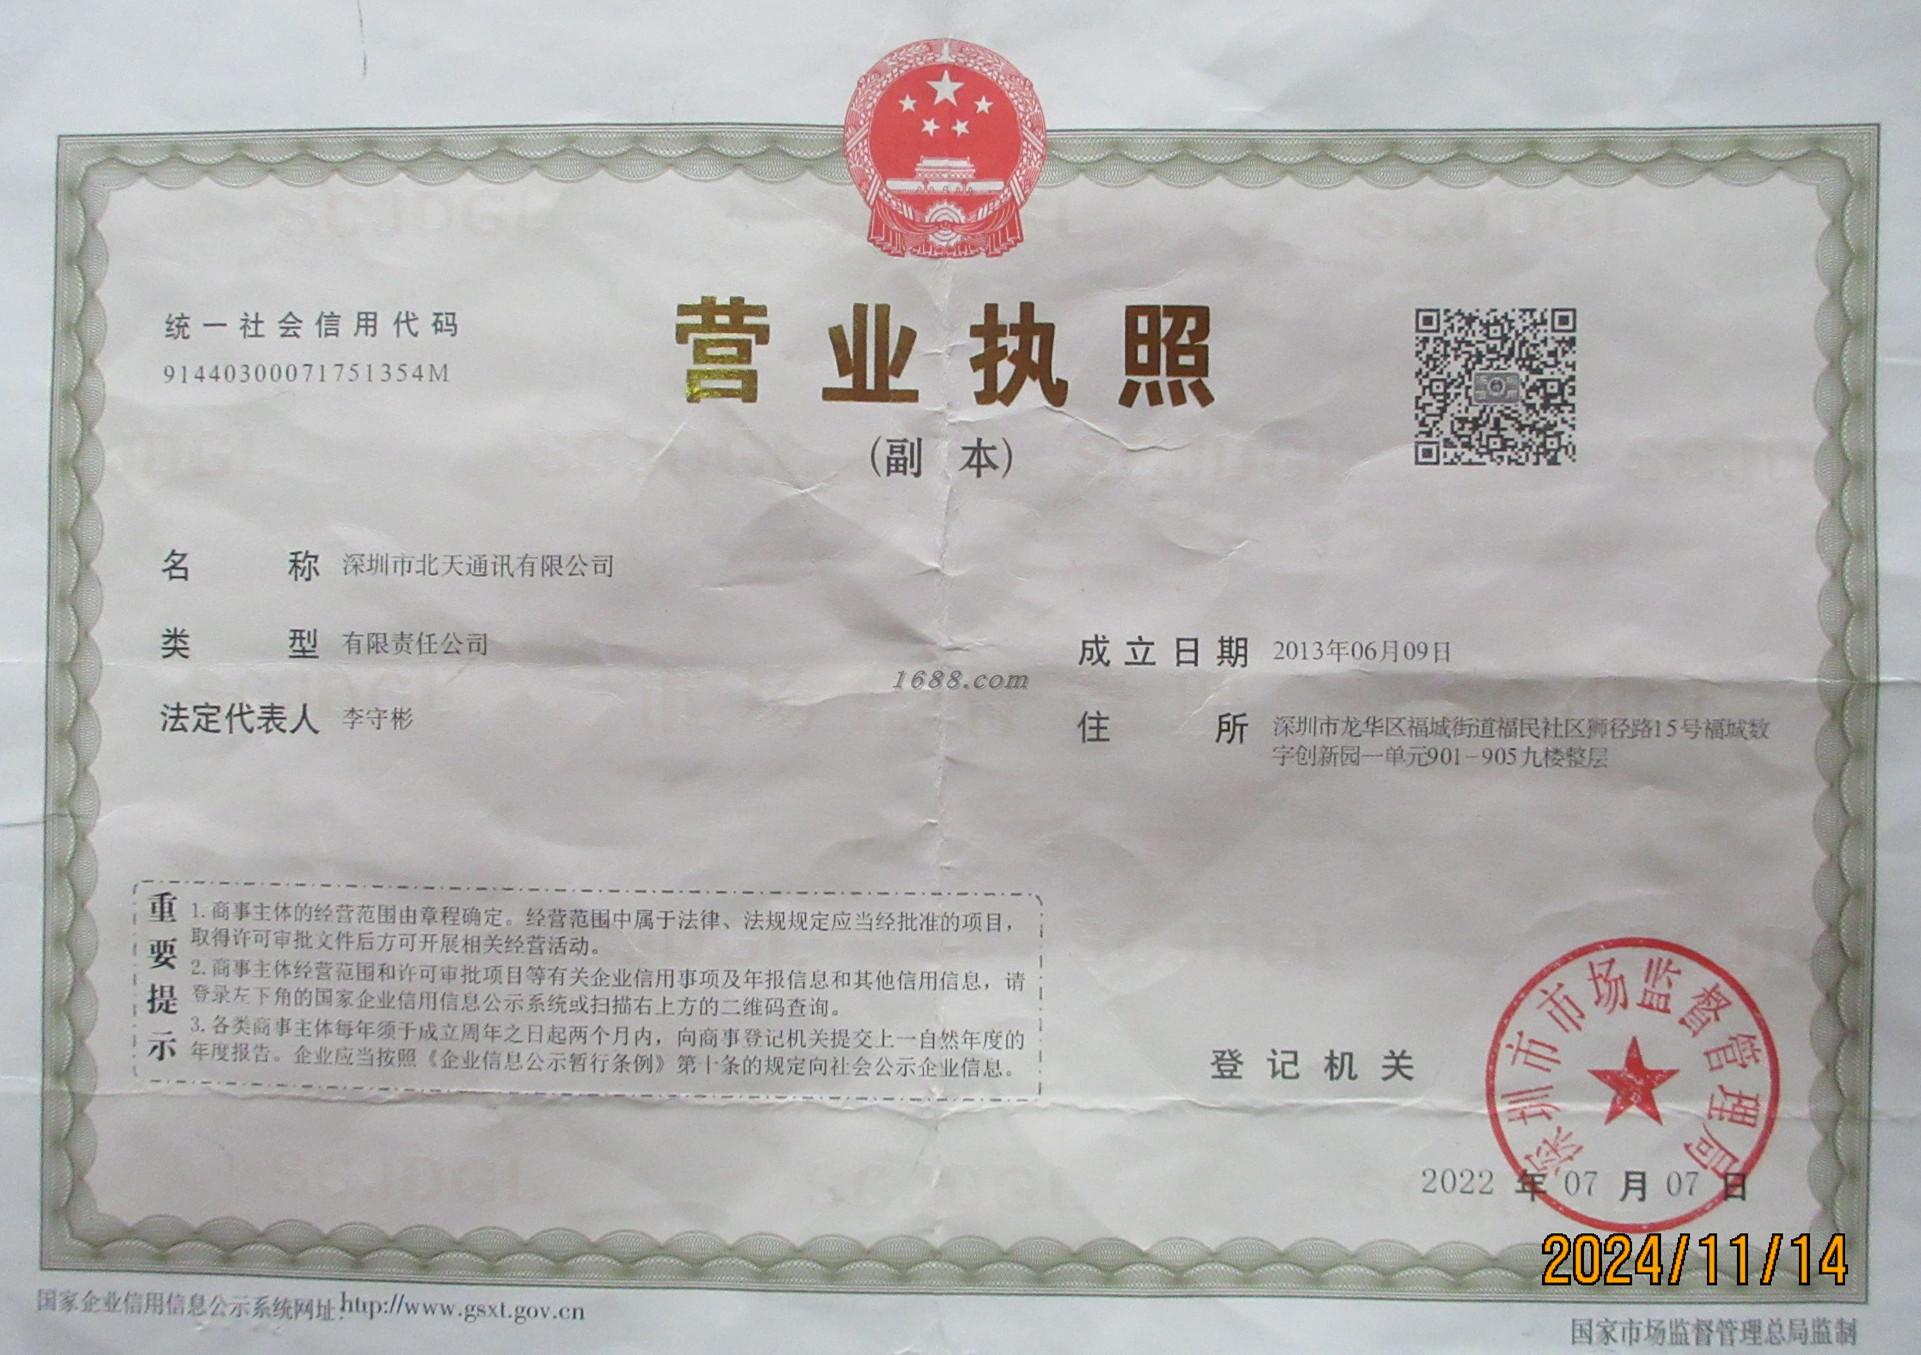 统一社会信用代码
91440300071751354M
营业执照
(副 本)
名 称 深圳市北天通讯有限公司
类 型 有限责任公司
成立日期 2013年06月09日
1688.com
法定代表人 李守彬
住 所 深圳市龙华区福城街道福民社区狮径路15号福城数
字创新园一单元901-905九楼整层
重要提示
1. 商事主体的经营范围由章程确定。经营范围中属于法律、法规规定应当经批准的项目，
取得许可审批文件后方可开展相关经营活动。
2. 商事主体经营范围和许可审批项目等有关企业信用事项及年报信息和其他信用信息，请
登录左下角的国家企业信用信息公示系统或扫描右上方的二维码查询。
3. 各类商事主体每年须于成立周年之日起两个月内，向商事登记机关提交上一自然年度的
年度报告。企业应当按照《企业信息公示暂行条例》第十条的规定向社会公示企业信息。
登记机关
深圳市市场监督管理局
2022 年 07 月 07 日
2024/11/14
国家企业信用信息公示系统网址:http://www.gsxt.gov.cn
国家市场监督管理总局监制